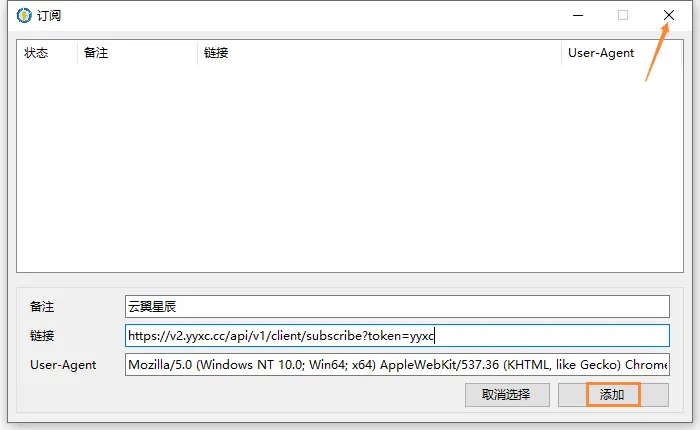 订阅
状态 备注 链接 User-Agent
备注 云翼星辰
链接 https://v2.yyxc.cc/api/v1/client/subscribe?token=yyxc
User-Agent Mozilla/5.0 (Windows NT 10.0; Win64; x64) AppleWebKit/537.36 (KHTML, like Gecko) Chrome
取消选择 添加